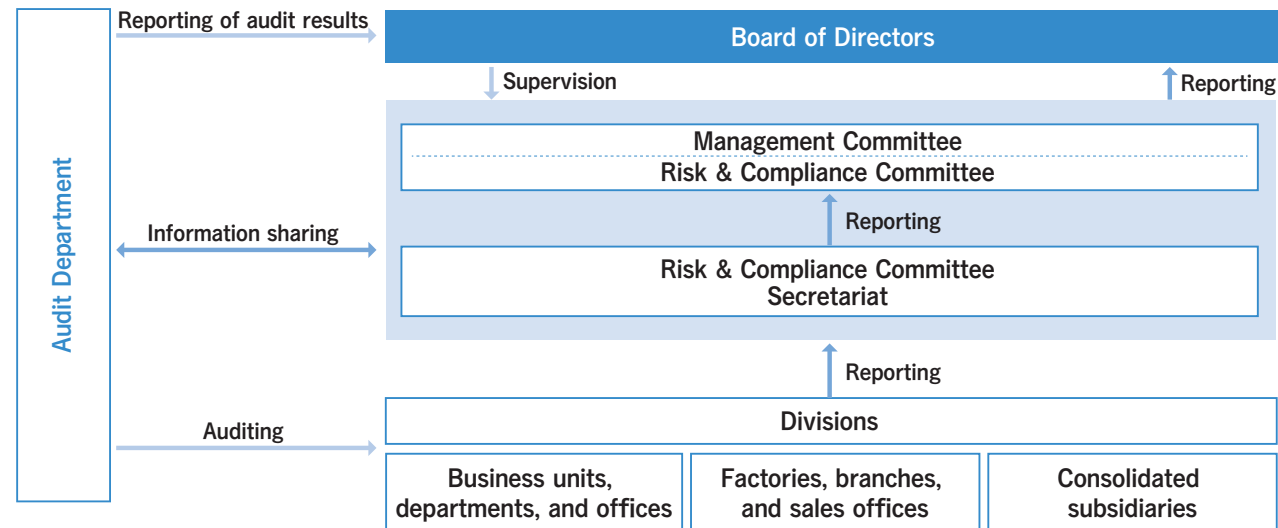 Audit Department
Reporting of audit results
Board of Directors
Supervision
Reporting
Management Committee
Risk & Compliance Committee
Reporting
Information sharing
Risk & Compliance Committee
Secretariat
Reporting
Auditing
Divisions
Business units,
departments, and offices
Factories, branches,
and sales offices
Consolidated
subsidiaries